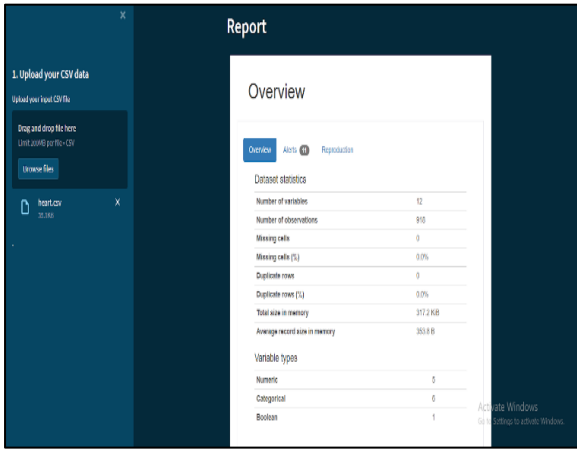 X
Report
1. Upload your CSV data
Upload your input CSV file
Drag and drop file here
Limit 200MB per file • CSV
Browse files
heart.csv
X
Overview
Overview
Alerts 11
Reproduction
Dataset statistics
Number of variables 12
Number of observations 918
Missing cells 0
Missing cells (%) 0.0%
Duplicate rows 0
Duplicate rows (%) 0.0%
Total size in memory 317.2 KiB
Average record size in memory 353.8 B
Variable types
Numeric 5
Categorical 6
Boolean 1
Activate Windows
Go to Settings to activate Windows.